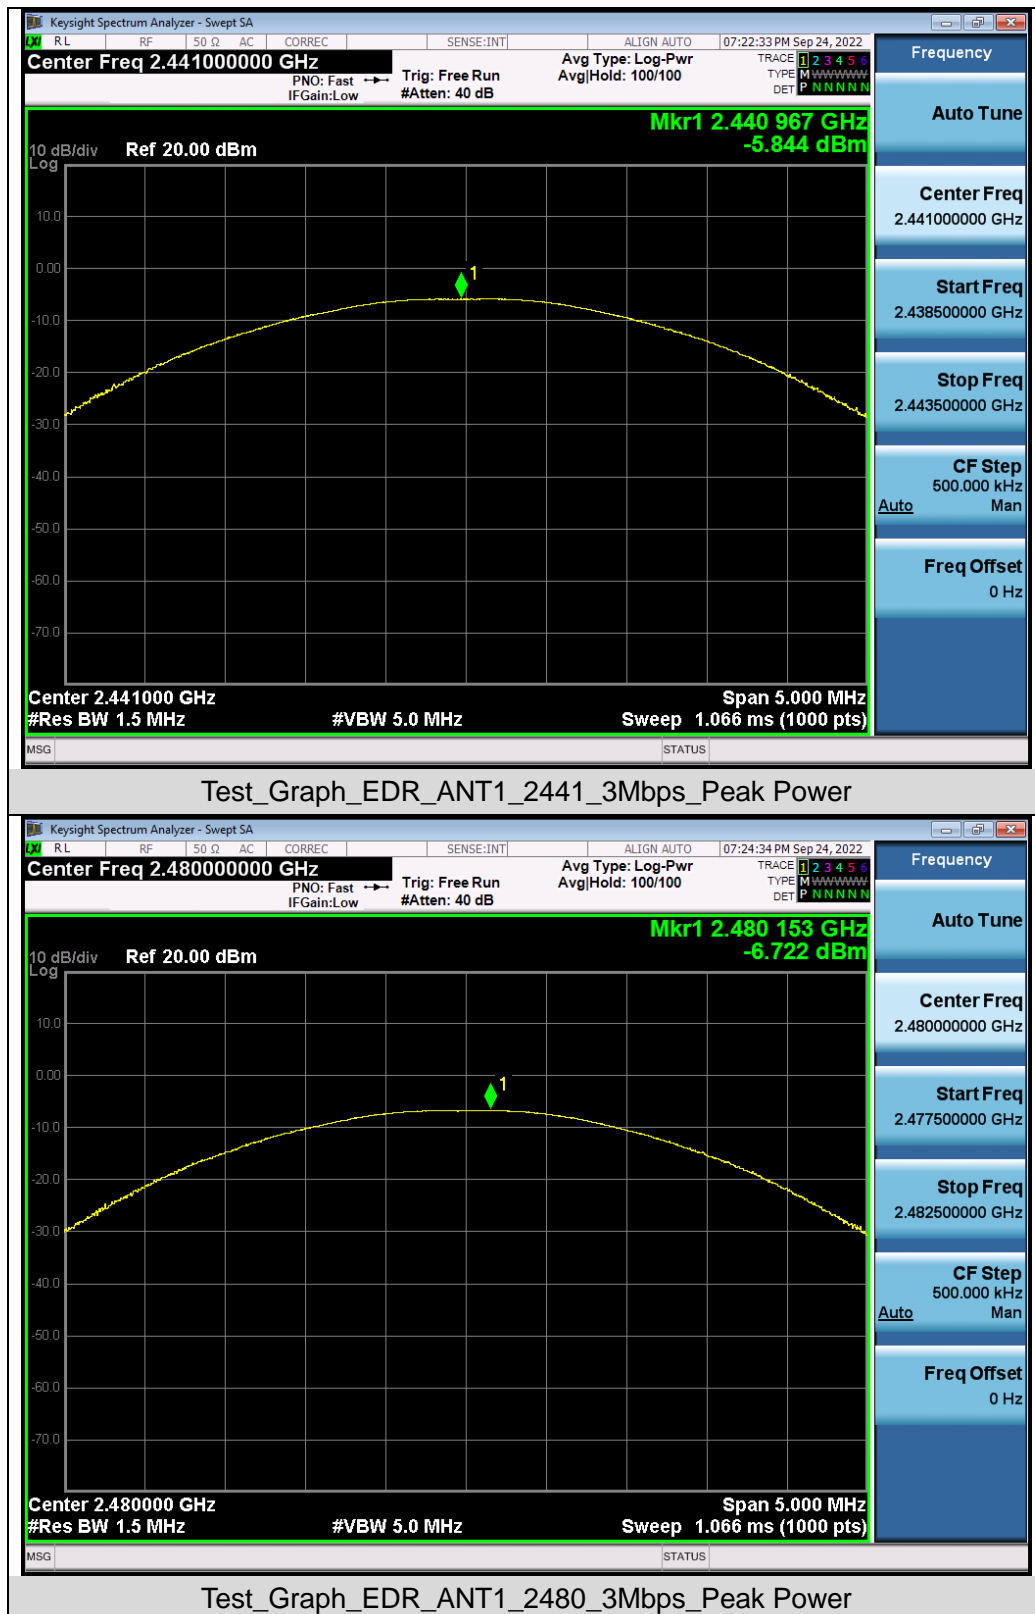 Keysight Spectrum Analyzer - Swept SA
LXI RL RF 50 Ω AC CORREC SENSE:INT ALIGN AUTO 07:22:33 PM Sep 24, 2022
Center Freq 2.441000000 GHz
PNO: Fast
IFGain:Low
Trig: Free Run
#Atten: 40 dB
Avg Type: Log-Pwr
Avg|Hold: 100/100
TRACE 1 2 3 4 5 6
TYPE M W W W W W
DET P N N N N N
Mkr1 2.440 967 GHz
-5.844 dBm
10 dB/div Ref 20.00 dBm
Log
10.0
0.00
-10.0
-20.0
-30.0
-40.0
-50.0
-60.0
-70.0
1
Center 2.441000 GHz Span 5.000 MHz
#Res BW 1.5 MHz #VBW 5.0 MHz Sweep 1.066 ms (1000 pts)
MSG STATUS
Frequency
Auto Tune
Center Freq
2.441000000 GHz
Start Freq
2.438500000 GHz
Stop Freq
2.443500000 GHz
CF Step
500.000 kHz
Auto Man
Freq Offset
0 Hz
Test_Graph_EDR_ANT1_2441_3Mbps_Peak Power
Keysight Spectrum Analyzer - Swept SA
LXI RL RF 50 Ω AC CORREC SENSE:INT ALIGN AUTO 07:24:34 PM Sep 24, 2022
Center Freq 2.480000000 GHz
PNO: Fast
IFGain:Low
Trig: Free Run
#Atten: 40 dB
Avg Type: Log-Pwr
Avg|Hold: 100/100
TRACE 1 2 3 4 5 6
TYPE M W W W W W
DET P N N N N N
Mkr1 2.480 153 GHz
-6.722 dBm
10 dB/div Ref 20.00 dBm
Log
10.0
0.00
-10.0
-20.0
-30.0
-40.0
-50.0
-60.0
-70.0
1
Center 2.480000 GHz Span 5.000 MHz
#Res BW 1.5 MHz #VBW 5.0 MHz Sweep 1.066 ms (1000 pts)
MSG STATUS
Frequency
Auto Tune
Center Freq
2.480000000 GHz
Start Freq
2.477500000 GHz
Stop Freq
2.482500000 GHz
CF Step
500.000 kHz
Auto Man
Freq Offset
0 Hz
Test_Graph_EDR_ANT1_2480_3Mbps_Peak Power